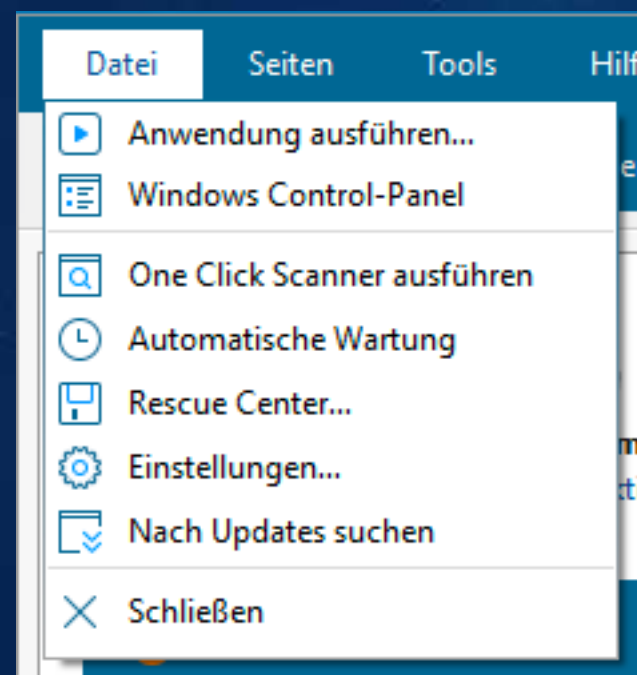 Datei Seiten Tools Hilf
Anwendung ausführen...
Windows Control-Panel
One Click Scanner ausführen
Automatische Wartung
Rescue Center...
Einstellungen...
Nach Updates suchen
Schließen